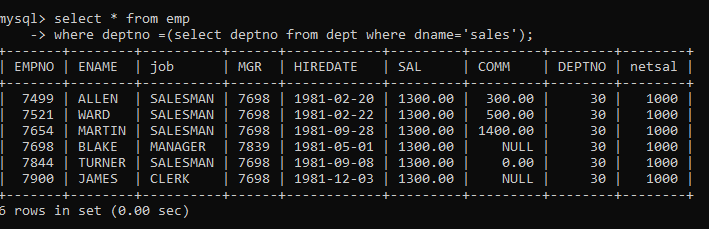 mysql> select * from emp
    -> where deptno =(select deptno from dept where dname='sales');
+-------+--------+----------+------+------------+---------+---------+--------+--------+
| EMPNO | ENAME  | job      | MGR  | HIREDATE   | SAL     | COMM    | DEPTNO | netsal |
+-------+--------+----------+------+------------+---------+---------+--------+--------+
|  7499 | ALLEN  | SALESMAN | 7698 | 1981-02-20 | 1300.00 |  300.00 |     30 |   1000 |
|  7521 | WARD   | SALESMAN | 7698 | 1981-02-22 | 1300.00 |  500.00 |     30 |   1000 |
|  7654 | MARTIN | SALESMAN | 7698 | 1981-09-28 | 1300.00 | 1400.00 |     30 |   1000 |
|  7698 | BLAKE  | MANAGER  | 7839 | 1981-05-01 | 1300.00 |    NULL |     30 |   1000 |
|  7844 | TURNER | SALESMAN | 7698 | 1981-09-08 | 1300.00 |    0.00 |     30 |   1000 |
|  7900 | JAMES  | CLERK    | 7698 | 1981-12-03 | 1300.00 |    NULL |     30 |   1000 |
+-------+--------+----------+------+------------+---------+---------+--------+--------+
6 rows in set (0.00 sec)